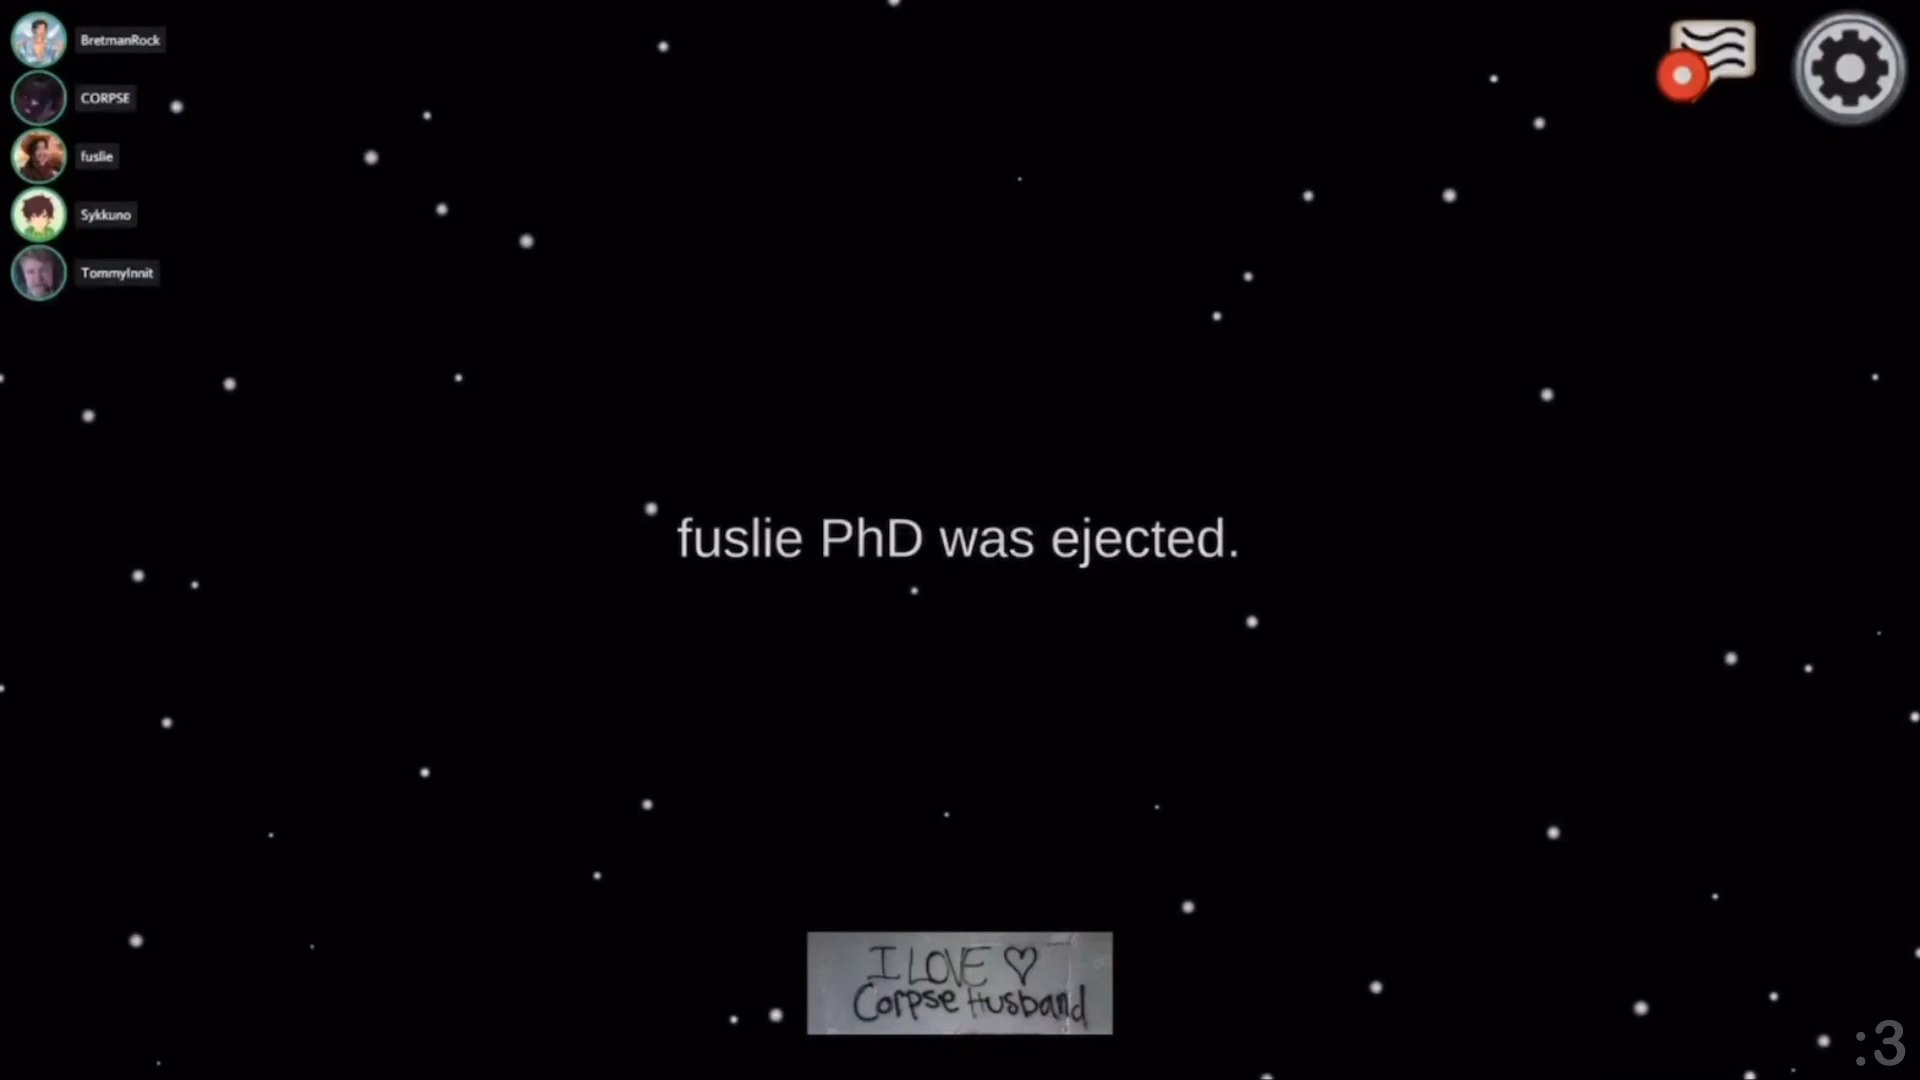 BretmanRock
CORPSE
fuslie
Sykkuno
TommyInnit
fuslie PhD was ejected.
I LOVE ♡
Corpse Husband
:3